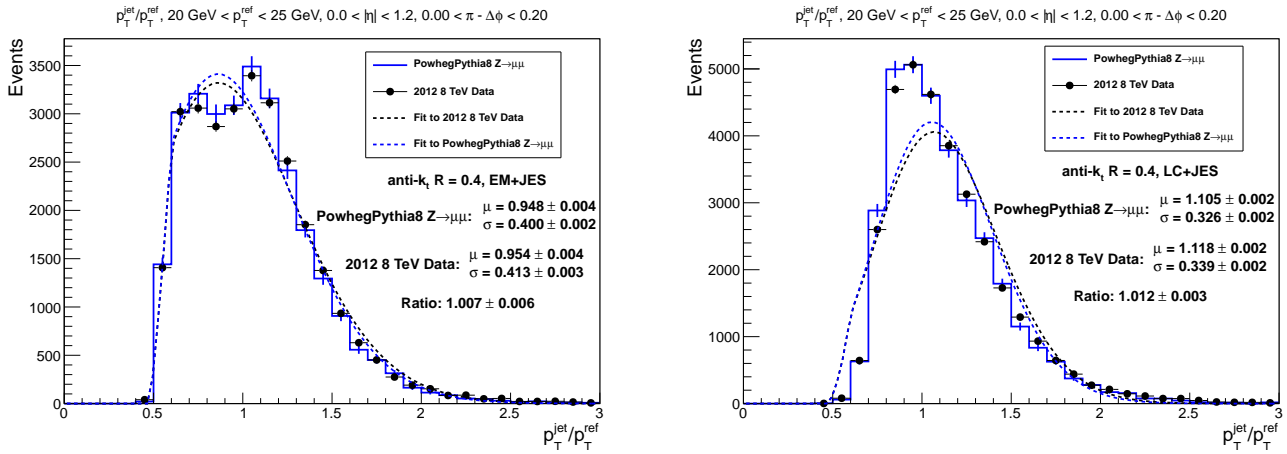 p_T^jet/p_T^ref, 20 GeV < p_T^ref < 25 GeV, 0.0 < |η| < 1.2, 0.00 < π - Δϕ < 0.20
Events
3500
3000
2500
2000
1500
1000
500
0
PowhegPythia8 Z→μμ
2012 8 TeV Data
Fit to 2012 8 TeV Data
Fit to PowhegPythia8 Z→μμ
anti-k_t R = 0.4, EM+JES
PowhegPythia8 Z→μμ: μ = 0.948 ± 0.004
σ = 0.400 ± 0.002
2012 8 TeV Data: μ = 0.954 ± 0.004
σ = 0.413 ± 0.003
Ratio: 1.007 ± 0.006
0 0.5 1 1.5 2 2.5 3
p_T^jet/p_T^ref
p_T^jet/p_T^ref, 20 GeV < p_T^ref < 25 GeV, 0.0 < |η| < 1.2, 0.00 < π - Δϕ < 0.20
Events
5000
4000
3000
2000
1000
0
PowhegPythia8 Z→μμ
2012 8 TeV Data
Fit to 2012 8 TeV Data
Fit to PowhegPythia8 Z→μμ
anti-k_t R = 0.4, LC+JES
PowhegPythia8 Z→μμ: μ = 1.105 ± 0.002
σ = 0.326 ± 0.002
2012 8 TeV Data: μ = 1.118 ± 0.002
σ = 0.339 ± 0.002
Ratio: 1.012 ± 0.003
0 0.5 1 1.5 2 2.5 3
p_T^jet/p_T^ref